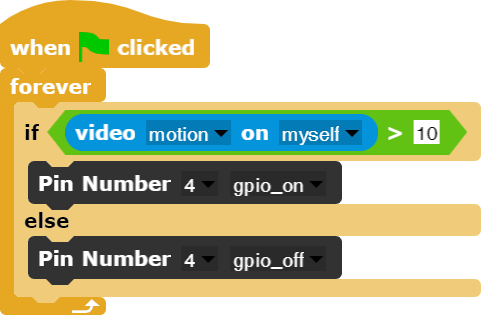 when clicked
forever
if video motion on myself > 10
Pin Number 4 gpio_on
else
Pin Number 4 gpio_off